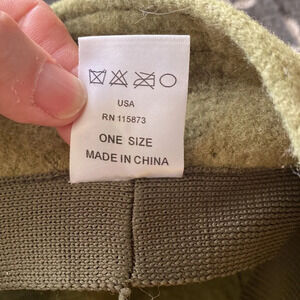 USA
RN 115873
ONE SIZE
MADE IN CHINA